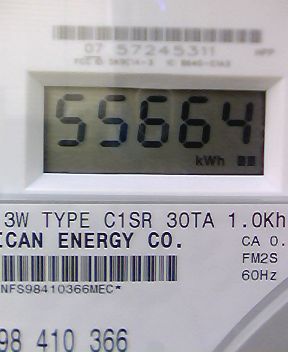 07 57245311
55664
kWh
3W TYPE C1SR 30TA 1.0Kh
ICAN ENERGY CO.
CA 0.
FM2S
60Hz
NFS98410366MEC*
98 410 366